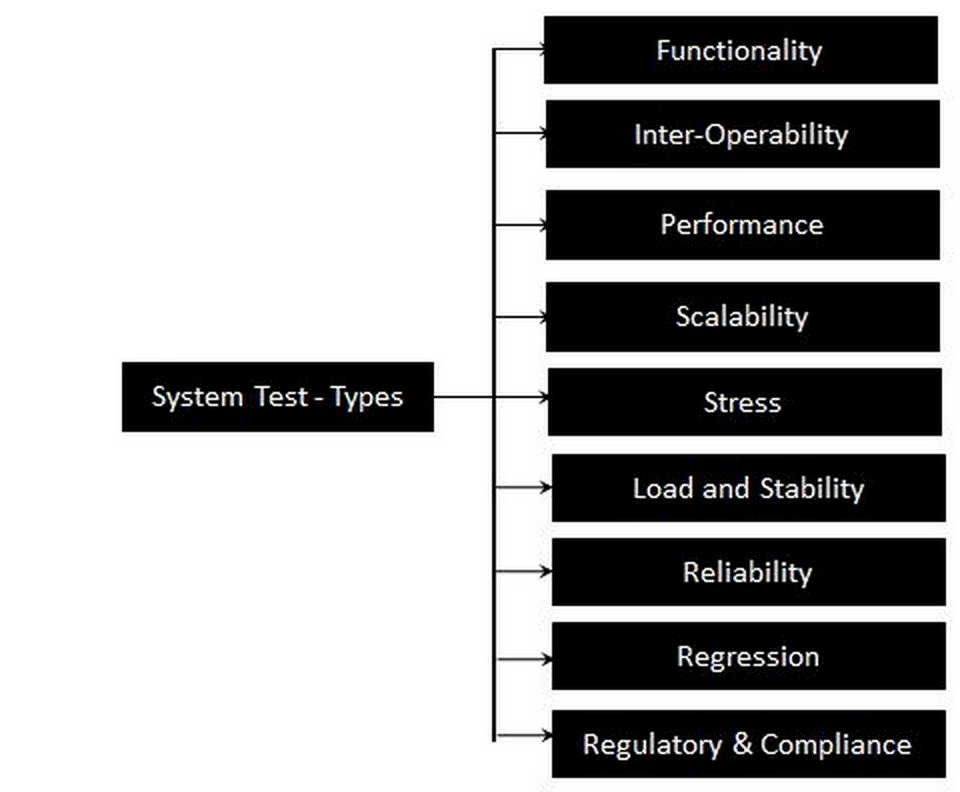 Functionality
Inter-Operability
Performance
Scalability
System Test - Types
Stress
Load and Stability
Reliability
Regression
Regulatory & Compliance